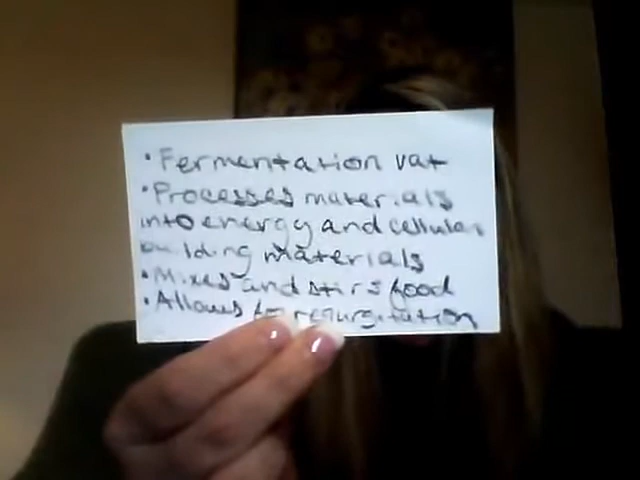 • Fermentation vat
• Processes materials
into energy and cellular
building materials
• Mixes and stirs food
• Allows for regurgitation